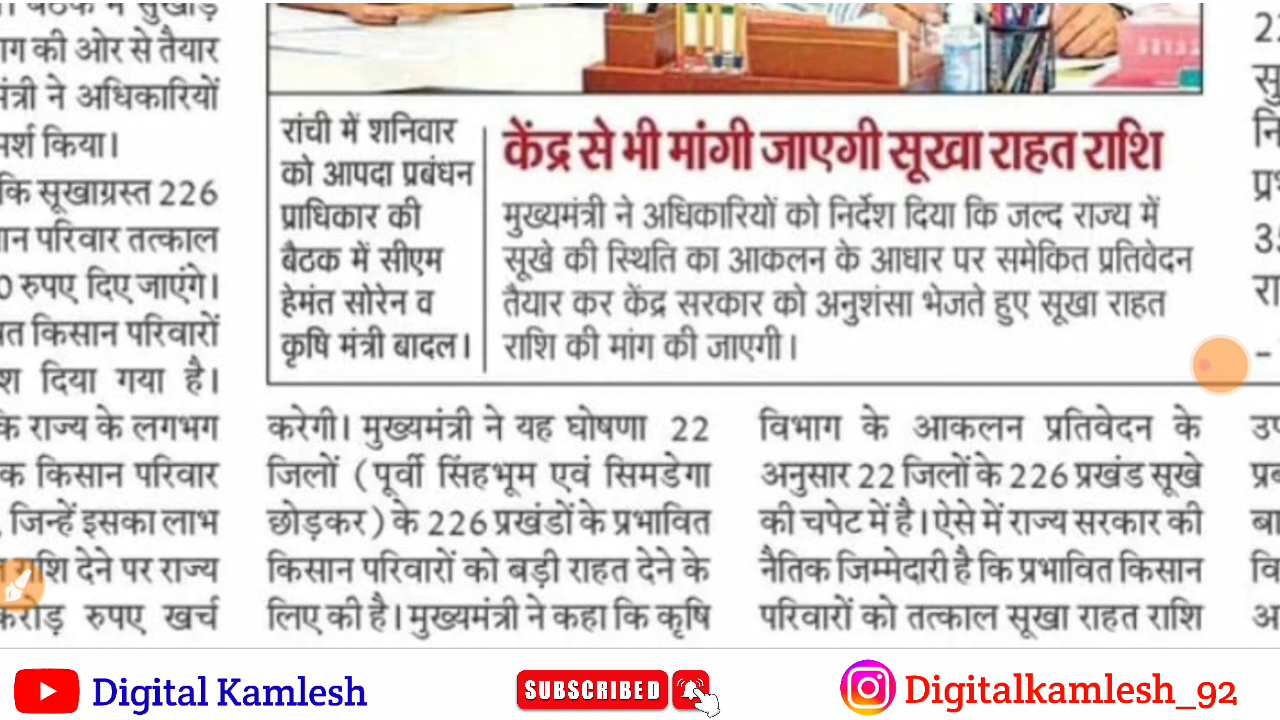 ग की ओर से तैयार
मंत्री ने अधिकारियों
मर्श किया।
कि सूखाग्रस्त 226
परिवार तत्काल
0 रुपए दिए जाएंगे।
किसान परिवारों
दिया गया है।
के राज्य के लगभग
क किसान परिवार
जिन्हें इसका लाभ
राशि देने पर राज्य
करोड़ रुपए खर्च
रांची में शनिवार
को आपदा प्रबंधन
प्राधिकार की
बैठक में सीएम
हेमंत सोरेन व
कृषि मंत्री बादल।
केंद्र से भी मांगी जाएगी सूखा राहत राशि
मुख्यमंत्री ने अधिकारियों को निर्देश दिया कि जल्द राज्य में
सूखे की स्थिति का आकलन के आधार पर समेकित प्रतिवेदन
तैयार कर केंद्र सरकार को अनुशंसा भेजते हुए सूखा राहत
राशि की मांग की जाएगी।
करेगी। मुख्यमंत्री ने यह घोषणा 22
जिलों (पूर्वी सिंहभूम एवं सिमडेगा
छोड़कर) के 226 प्रखंडों के प्रभावित
किसान परिवारों को बड़ी राहत देने के
लिए की है। मुख्यमंत्री ने कहा कि कृषि
विभाग के आकलन प्रतिवेदन के
अनुसार 22 जिलों के 226 प्रखंड सूखे
की चपेट में है। ऐसे में राज्य सरकार की
नैतिक जिम्मेदारी है कि प्रभावित किसान
परिवारों को तत्काल सूखा राहत राशि
Digital Kamlesh
SUBSCRIBED
Digitalkamlesh_92